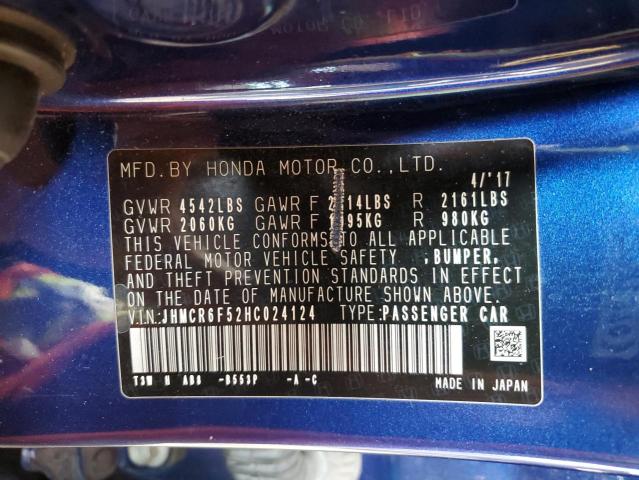 MFD.BY HONDA MOTOR CO.,LTD.
4/'17
GVWR 4542LBS GAWR F LBS R 2161LBS
GVWR 2060KG GAWR F KG R 980KG
THIS VEHICLE CONFORMS TO ALL APPLICABLE
FEDERAL MOTOR VEHICLE SAFETY ,BUMPER,
AND THEFT PREVENTION STANDARDS IN EFFECT
ON THE DATE OF MANUFACTURE SHOWN ABOVE.
V.I.N:JHMCR6F52HC024124 TYPE:PASSENGER CAR
-B553P -A -C
MADE IN JAPAN